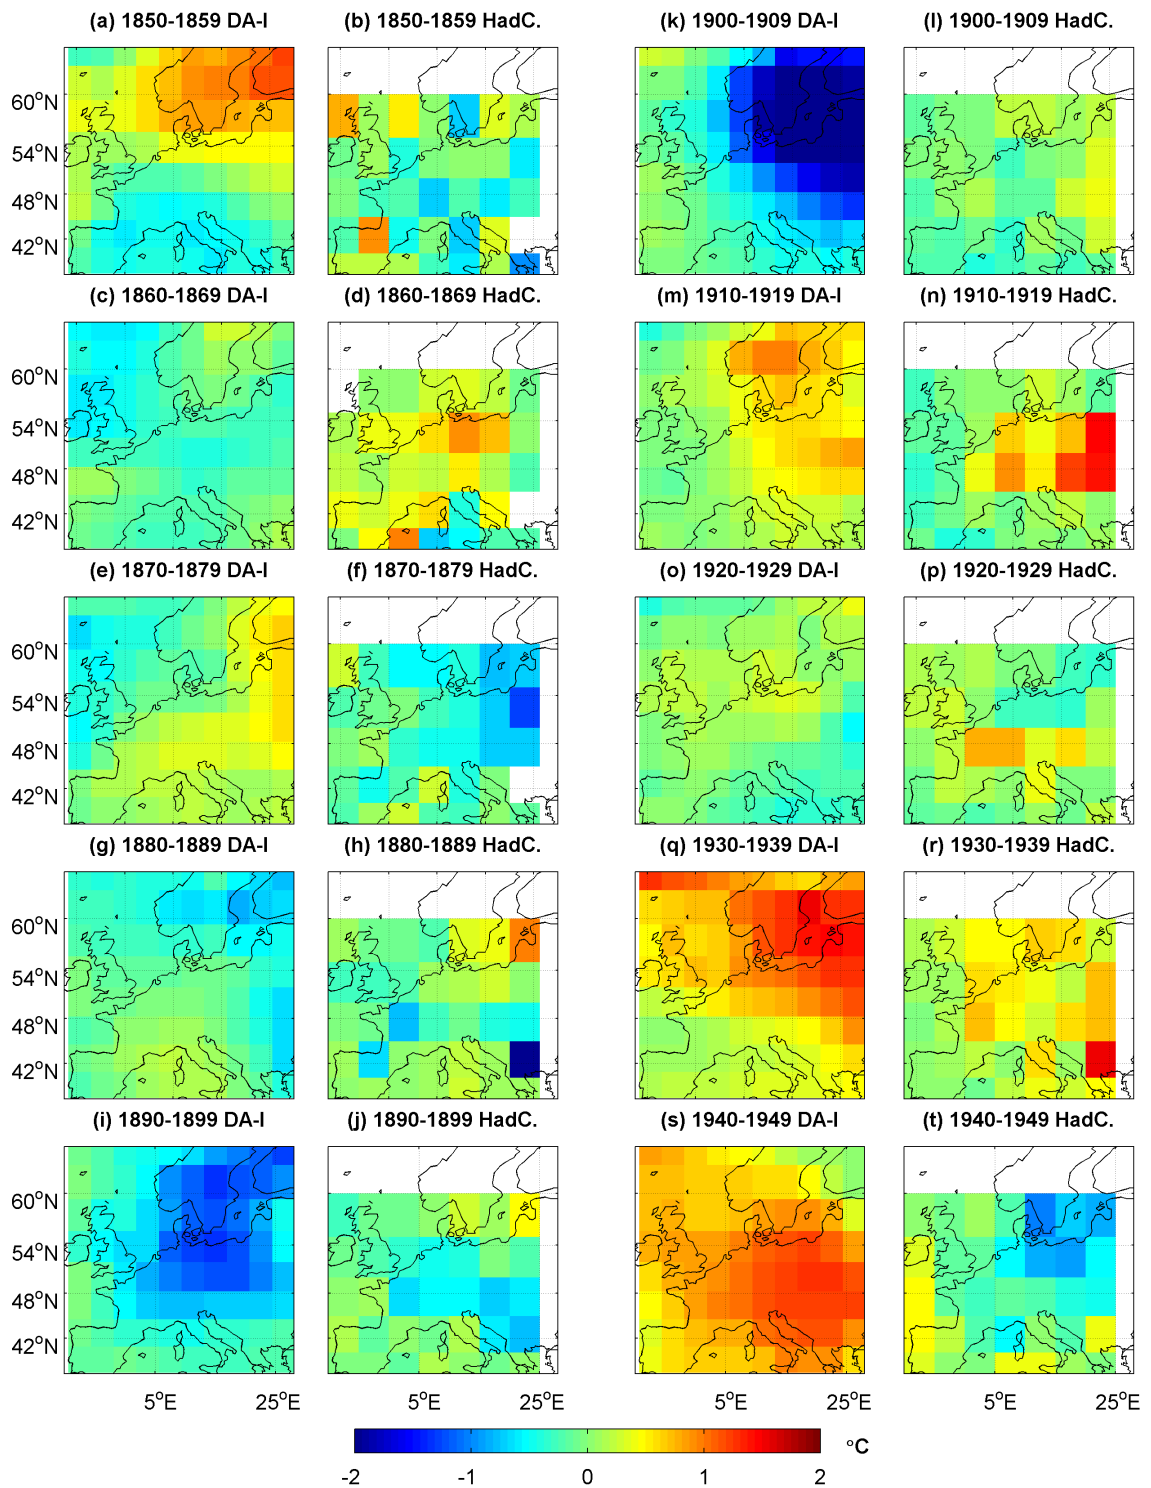 (a) 1850-1859 DA-I (b) 1850-1859 HadC. (k) 1900-1909 DA-I (l) 1900-1909 HadC.
60°N
54°N
48°N
42°N
(c) 1860-1869 DA-I (d) 1860-1869 HadC. (m) 1910-1919 DA-I (n) 1910-1919 HadC.
60°N
54°N
48°N
42°N
(e) 1870-1879 DA-I (f) 1870-1879 HadC. (o) 1920-1929 DA-I (p) 1920-1929 HadC.
60°N
54°N
48°N
42°N
(g) 1880-1889 DA-I (h) 1880-1889 HadC. (q) 1930-1939 DA-I (r) 1930-1939 HadC.
60°N
54°N
48°N
42°N
(i) 1890-1899 DA-I (j) 1890-1899 HadC. (s) 1940-1949 DA-I (t) 1940-1949 HadC.
60°N
54°N
48°N
42°N
5°E 25°E 5°E 25°E 5°E 25°E 5°E 25°E
°C
-2 -1 0 1 2